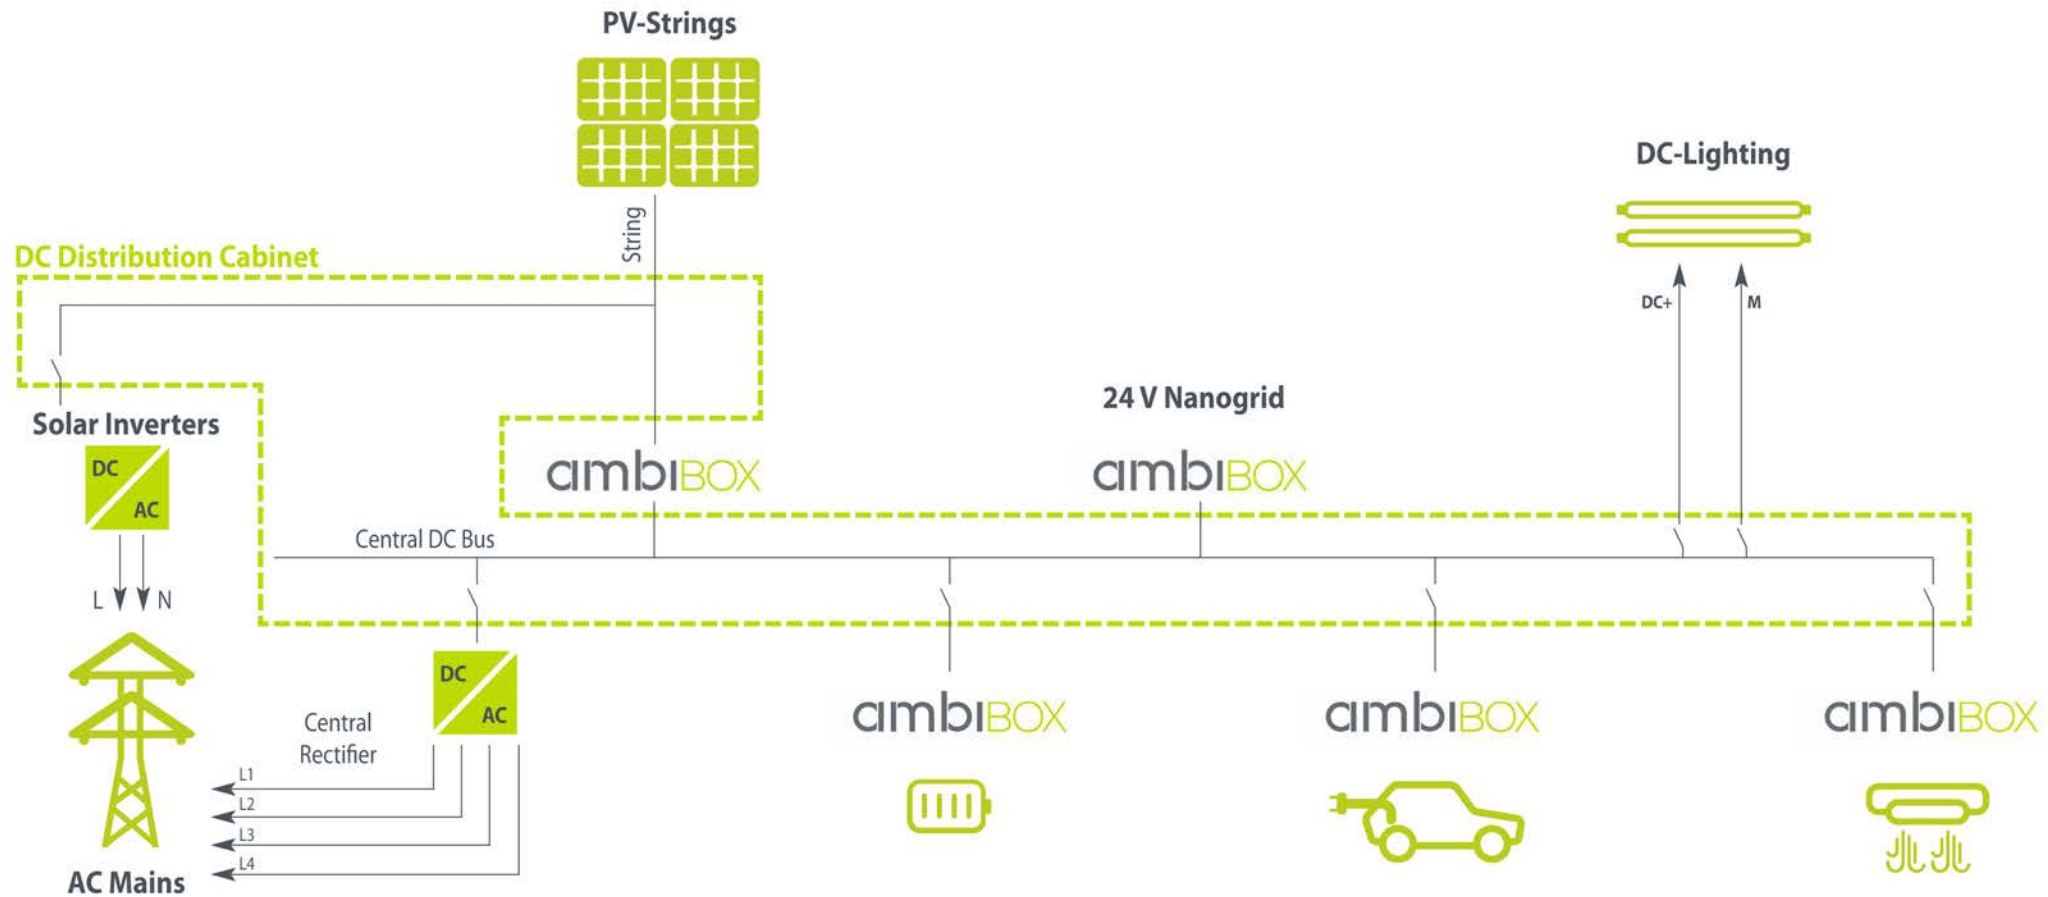 PV-Strings
String
DC-Lighting
DC+
M
DC Distribution Cabinet
24 V Nanogrid
Solar Inverters
DC
AC
ambiBOX
ambiBOX
Central DC Bus
L
N
DC
AC
Central
Rectifier
L1
L2
L3
L4
AC Mains
ambiBOX
ambiBOX
ambiBOX